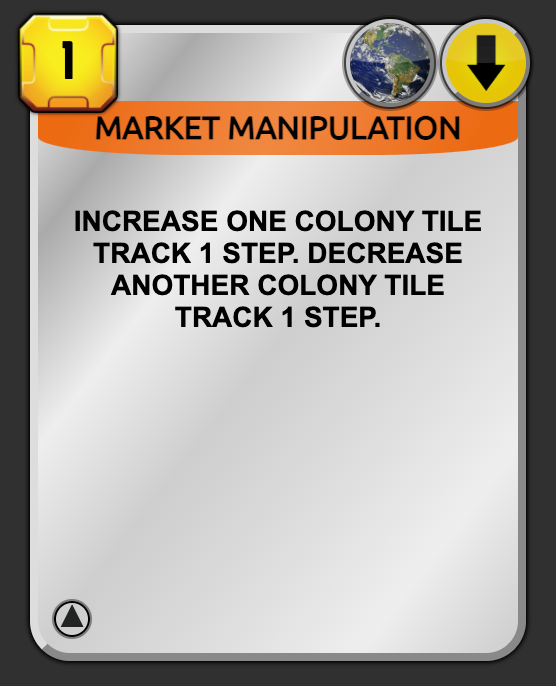 1
MARKET MANIPULATION
INCREASE ONE COLONY TILE
TRACK 1 STEP. DECREASE
ANOTHER COLONY TILE
TRACK 1 STEP.